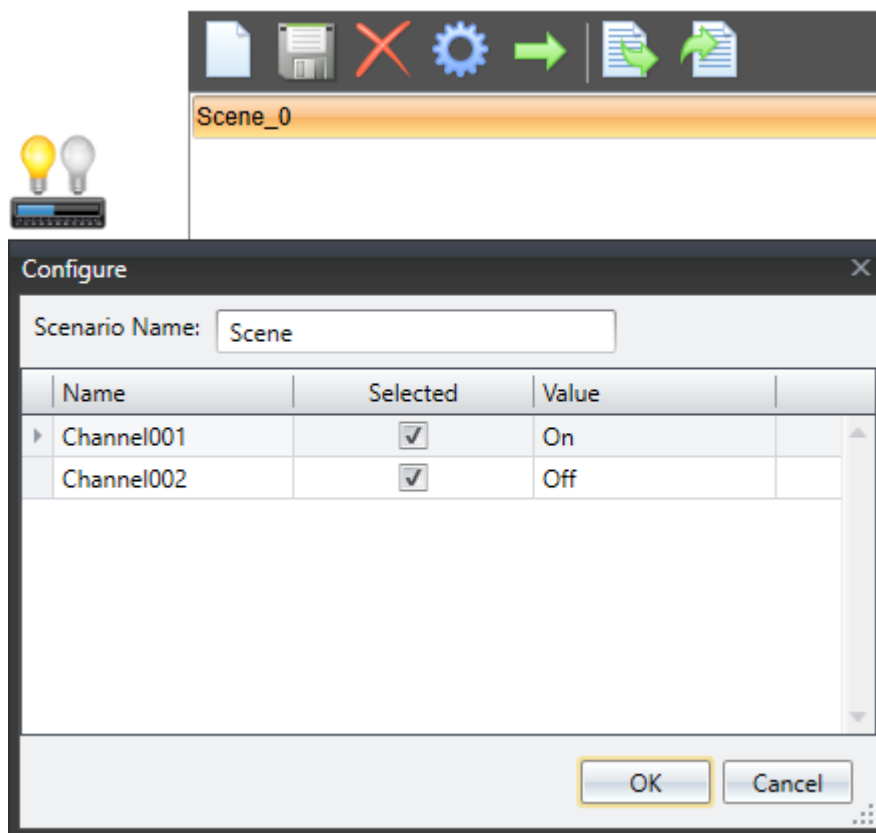 Scene_0
Configure
Scenario Name: Scene
Name Selected Value
Channel001 On
Channel002 Off
OK Cancel